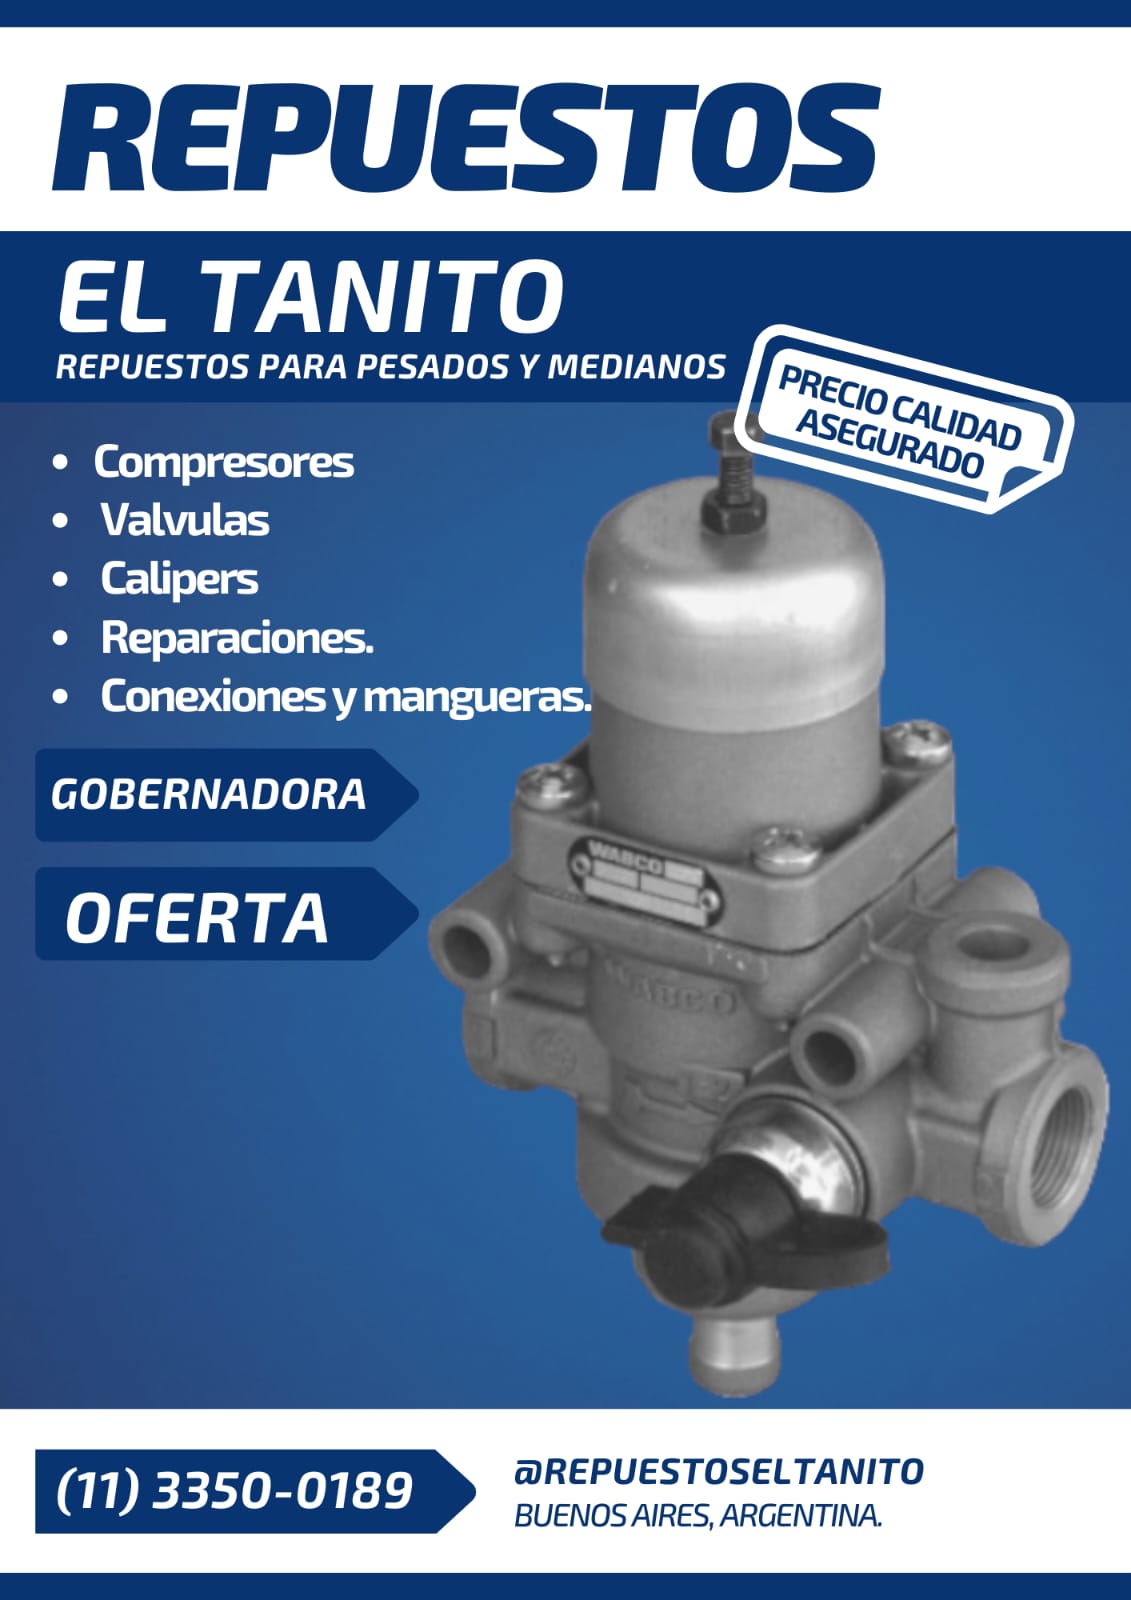 REPUESTOS
EL TANITO
REPUESTOS PARA PESADOS Y MEDIANOS
PRECIO CALIDAD
ASEGURADO
• Compresores
• Valvulas
• Calipers
• Reparaciones.
• Conexiones y mangueras.
GOBERNADORA
OFERTA
WABCO
WABCO
(11) 3350-0189
@REPUESTOSELTANITO
BUENOS AIRES, ARGENTINA.